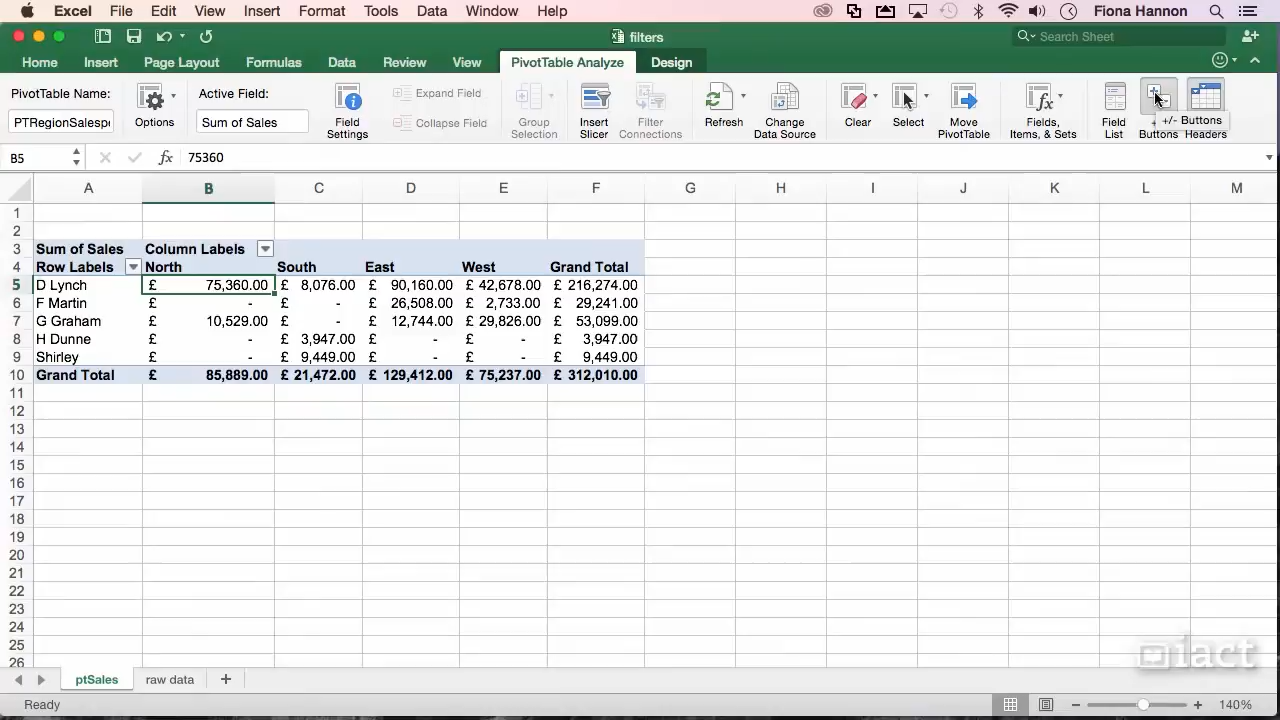 Excel File Edit View Insert Format Tools Data Window Help Fiona Hannon
filters
Search Sheet
Home Insert Page Layout Formulas Data Review View PivotTable Analyze Design
PivotTable Name: Active Field:
PTRegionSalesp Sum of Sales
Options
Field Settings
Expand Field
Collapse Field
Group Selection
Insert Slicer
Filter Connections
Refresh
Change Data Source
Clear
Select
Move PivotTable
Fields, Items, & Sets
Field List
Buttons
Headers
+/- Buttons
B5 fx 75360
A B C D E F G H I J K L M
1
2
3 Sum of Sales Column Labels
4 Row Labels North South East West Grand Total
5 D Lynch £ 75,360.00 £ 8,076.00 £ 90,160.00 £ 42,678.00 £ 216,274.00
6 F Martin £ - £ - £ 26,508.00 £ 2,733.00 £ 29,241.00
7 G Graham £ 10,529.00 £ - £ 12,744.00 £ 29,826.00 £ 53,099.00
8 H Dunne £ - £ 3,947.00 £ - £ - £ 3,947.00
9 Shirley £ - £ 9,449.00 £ - £ - £ 9,449.00
10 Grand Total £ 85,889.00 £ 21,472.00 £ 129,412.00 £ 75,237.00 £ 312,010.00
11
12
13
14
15
16
17
18
19
20
21
22
23
24
25
26
iact
ptSales raw data +
Ready 140%